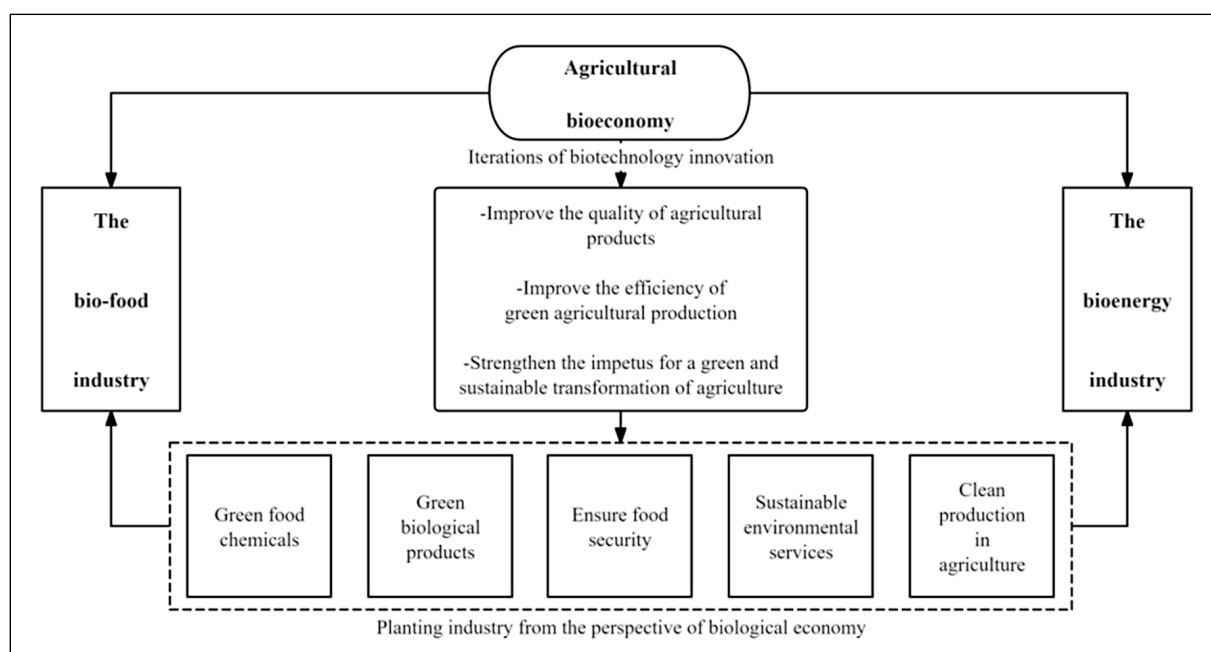 Agricultural
bioeconomy
Iterations of biotechnology innovation
The
bio-food
industry
-Improve the quality of agricultural
products
-Improve the efficiency of
green agricultural production
-Strengthen the impetus for a green and
sustainable transformation of agriculture
The
bioenergy
industry
Green food
chemicals
Green
biological
products
Ensure food
security
Sustainable
environmental
services
Clean
production
in
agriculture
Planting industry from the perspective of biological economy